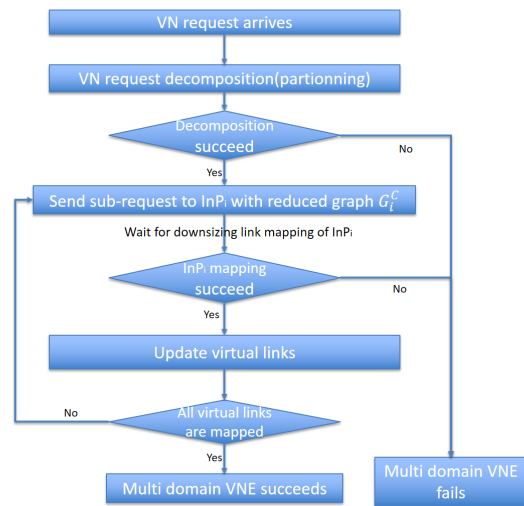 VN request arrives
VN request decomposition(partionning)
Decomposition
succeed
No
Yes
Send sub-request to InPᵢ with reduced graph $G_i^C$
Wait for downsizing link mapping of InPᵢ
InPᵢ mapping
succeed
No
Yes
Update virtual links
All virtual links
are mapped
No
Yes
Multi domain VNE succeeds
Multi domain VNE
fails